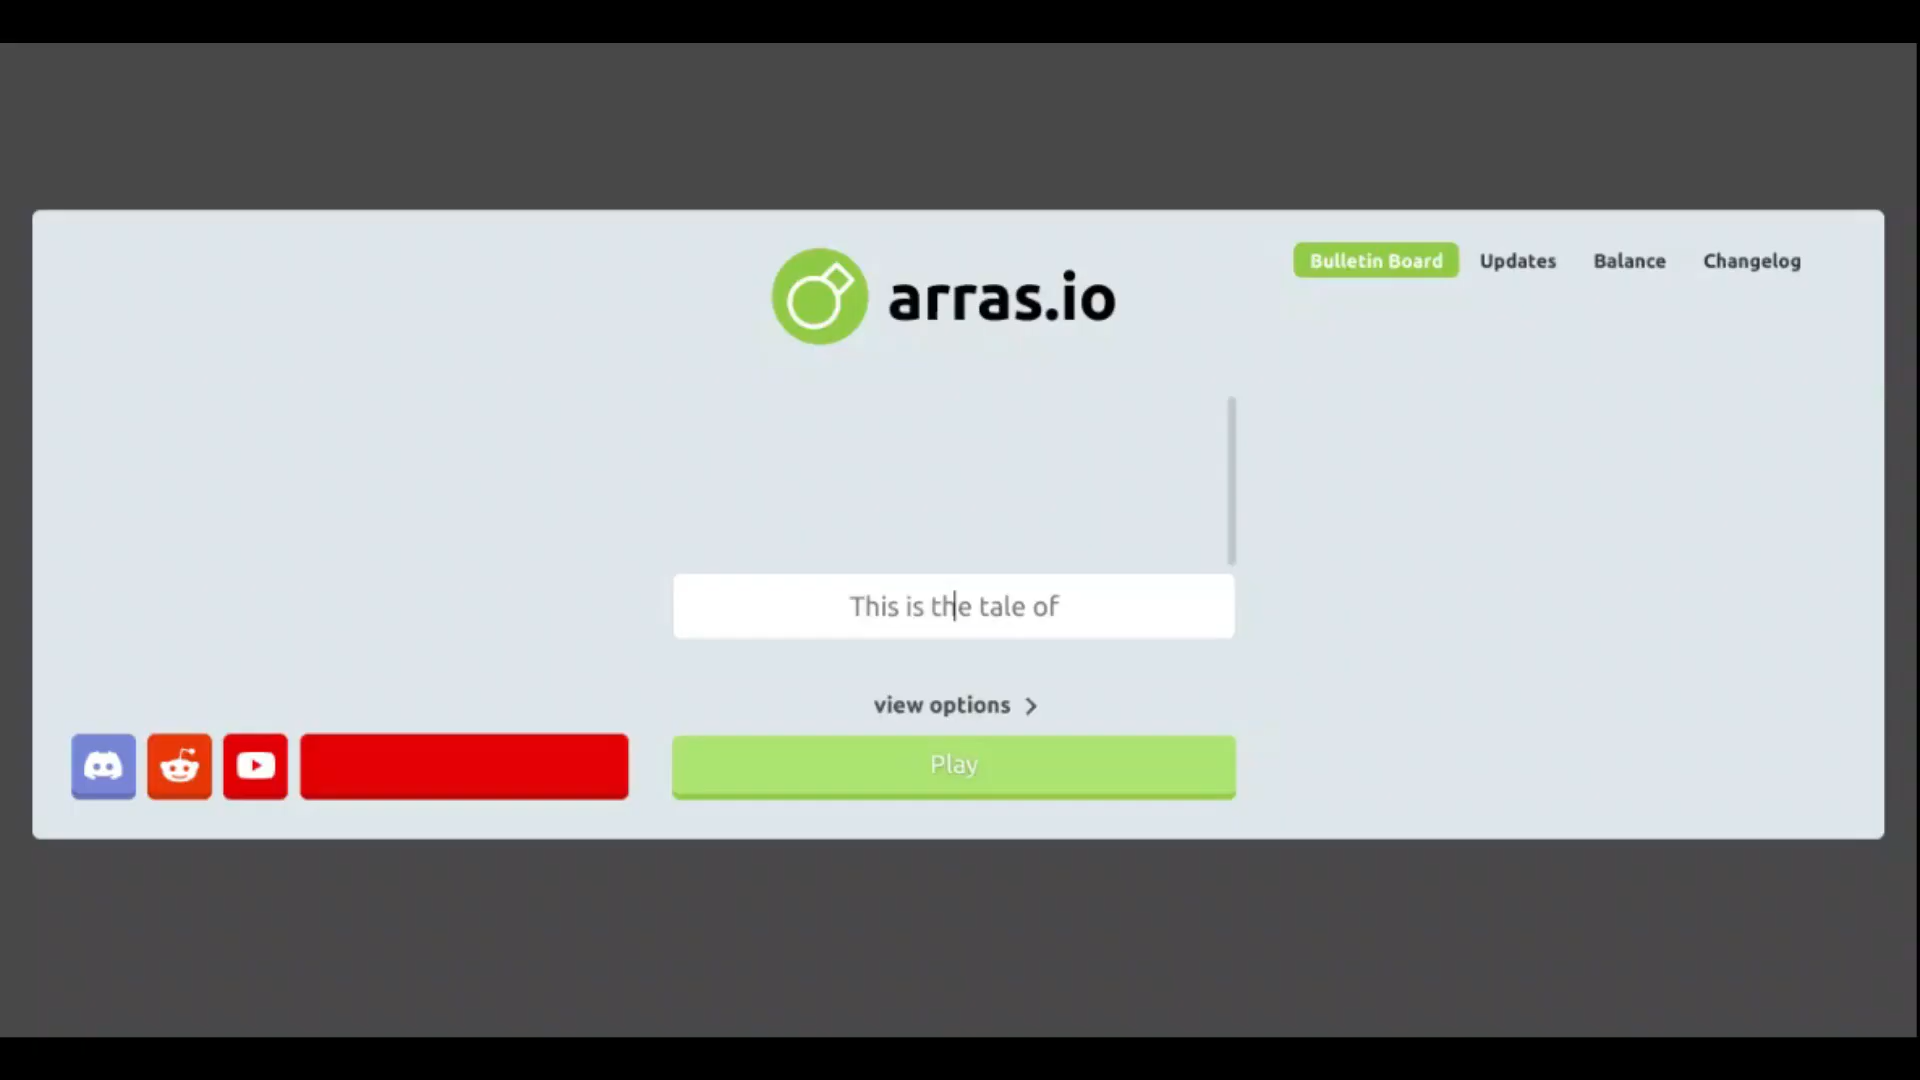 arras.io
Bulletin Board Updates Balance Changelog
This is the tale of
view options >
Play